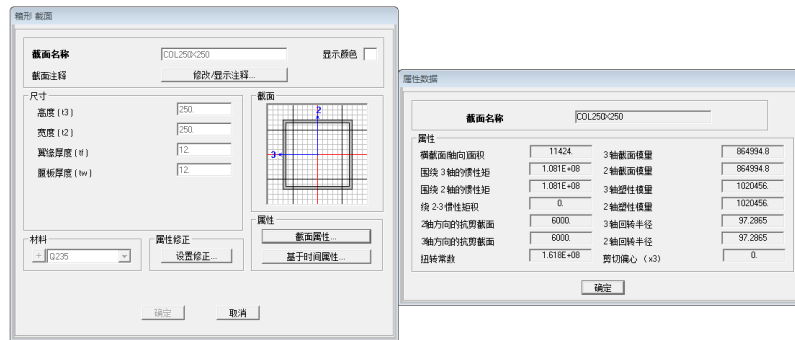 箱形 截面
截面名称 COL250X250 显示颜色
截面注释 修改/显示注释...
尺寸
高度 (t3) 250.
宽度 (t2) 250.
翼缘厚度 (tf) 12.
腹板厚度 (tw) 12.
截面
2
3
材料
+ Q235
属性修正
设置修正...
属性
截面属性...
基于时间属性...
确定 取消
属性数据
截面名称 COL250X250
属性
横截面(轴向)面积 11424. 3轴截面模量 864994.8
围绕 3轴的惯性矩 1.081E+08 2轴截面模量 864994.8
围绕 2轴的惯性矩 1.081E+08 3轴塑性模量 1020456.
绕 2-3惯性矩积 0. 2轴塑性模量 1020456.
2轴方向的抗剪截面 6000. 3轴回转半径 97.2865
3轴方向的抗剪截面 6000. 2轴回转半径 97.2865
扭转常数 1.618E+08 剪切偏心 (x3) 0.
确定